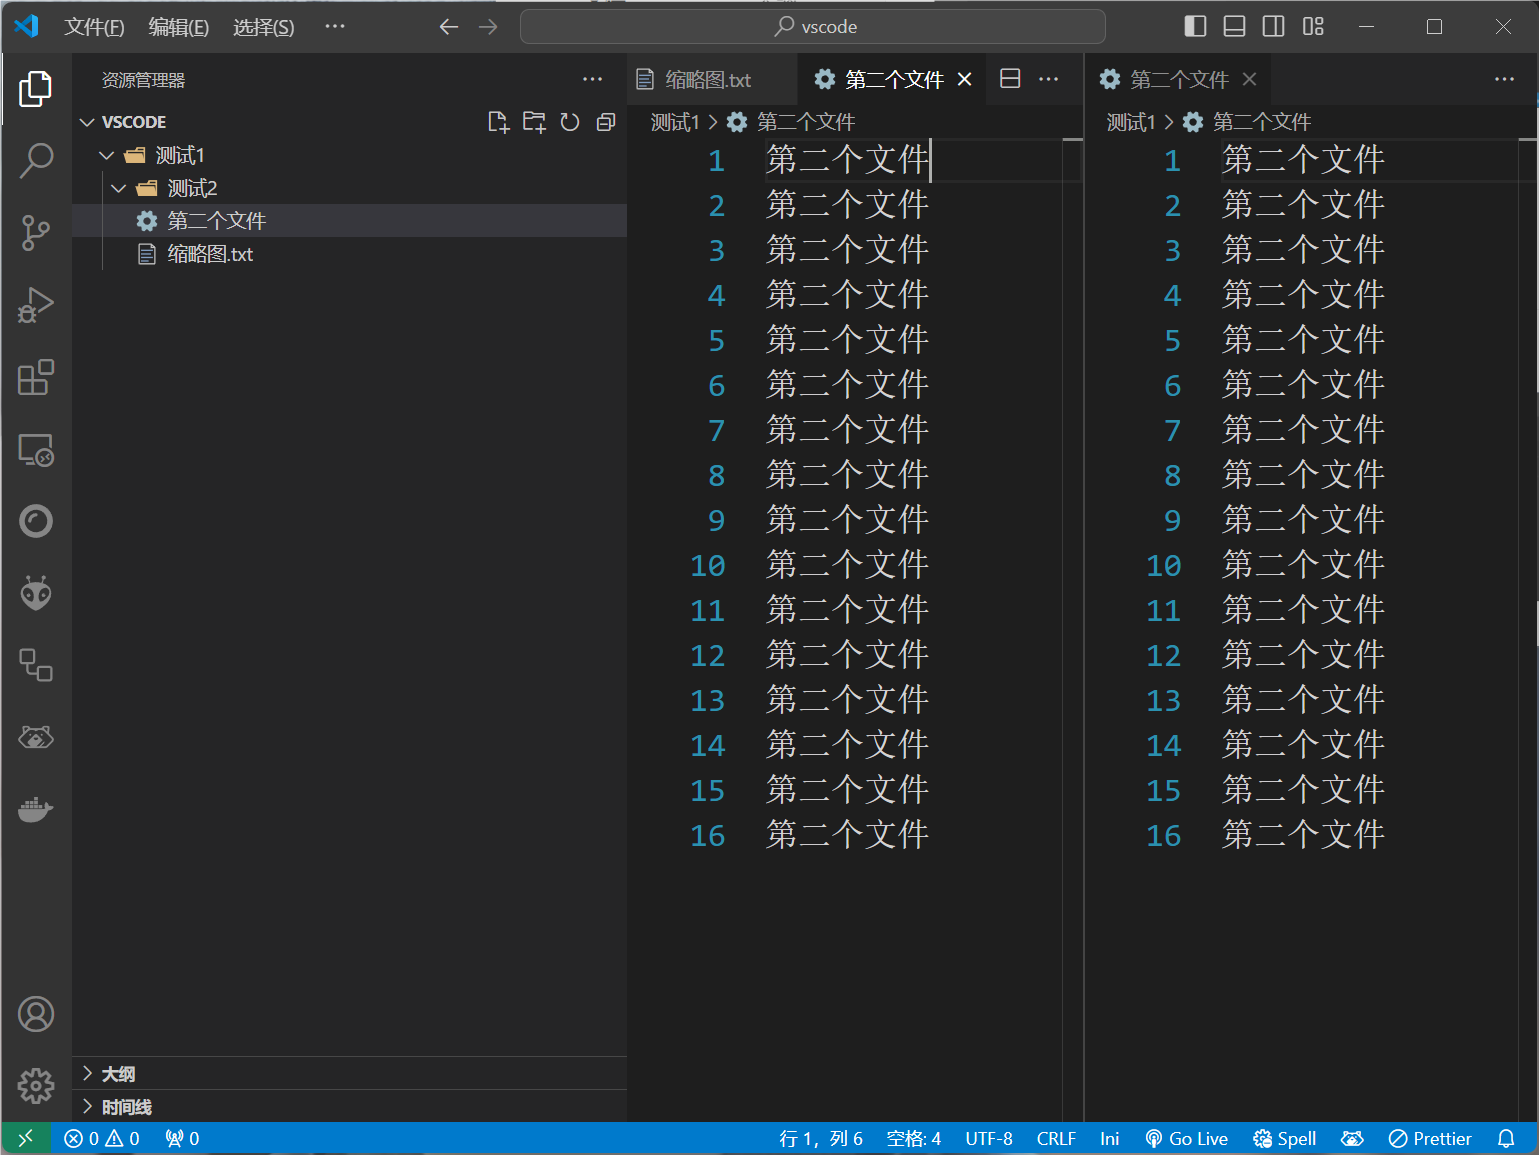 文件(F) 编辑(E) 选择(S) ··· vscode
资源管理器 ···
VSCODE
测试1
测试2
第二个文件
缩略图.txt
大纲
时间线
缩略图.txt 第二个文件 ···
测试1 > 第二个文件
1 第二个文件
2 第二个文件
3 第二个文件
4 第二个文件
5 第二个文件
6 第二个文件
7 第二个文件
8 第二个文件
9 第二个文件
10 第二个文件
11 第二个文件
12 第二个文件
13 第二个文件
14 第二个文件
15 第二个文件
16 第二个文件
第二个文件 ···
测试1 > 第二个文件
1 第二个文件
2 第二个文件
3 第二个文件
4 第二个文件
5 第二个文件
6 第二个文件
7 第二个文件
8 第二个文件
9 第二个文件
10 第二个文件
11 第二个文件
12 第二个文件
13 第二个文件
14 第二个文件
15 第二个文件
16 第二个文件
0 0 0 行 1，列 6 空格: 4 UTF-8 CRLF Ini Go Live Spell Prettier